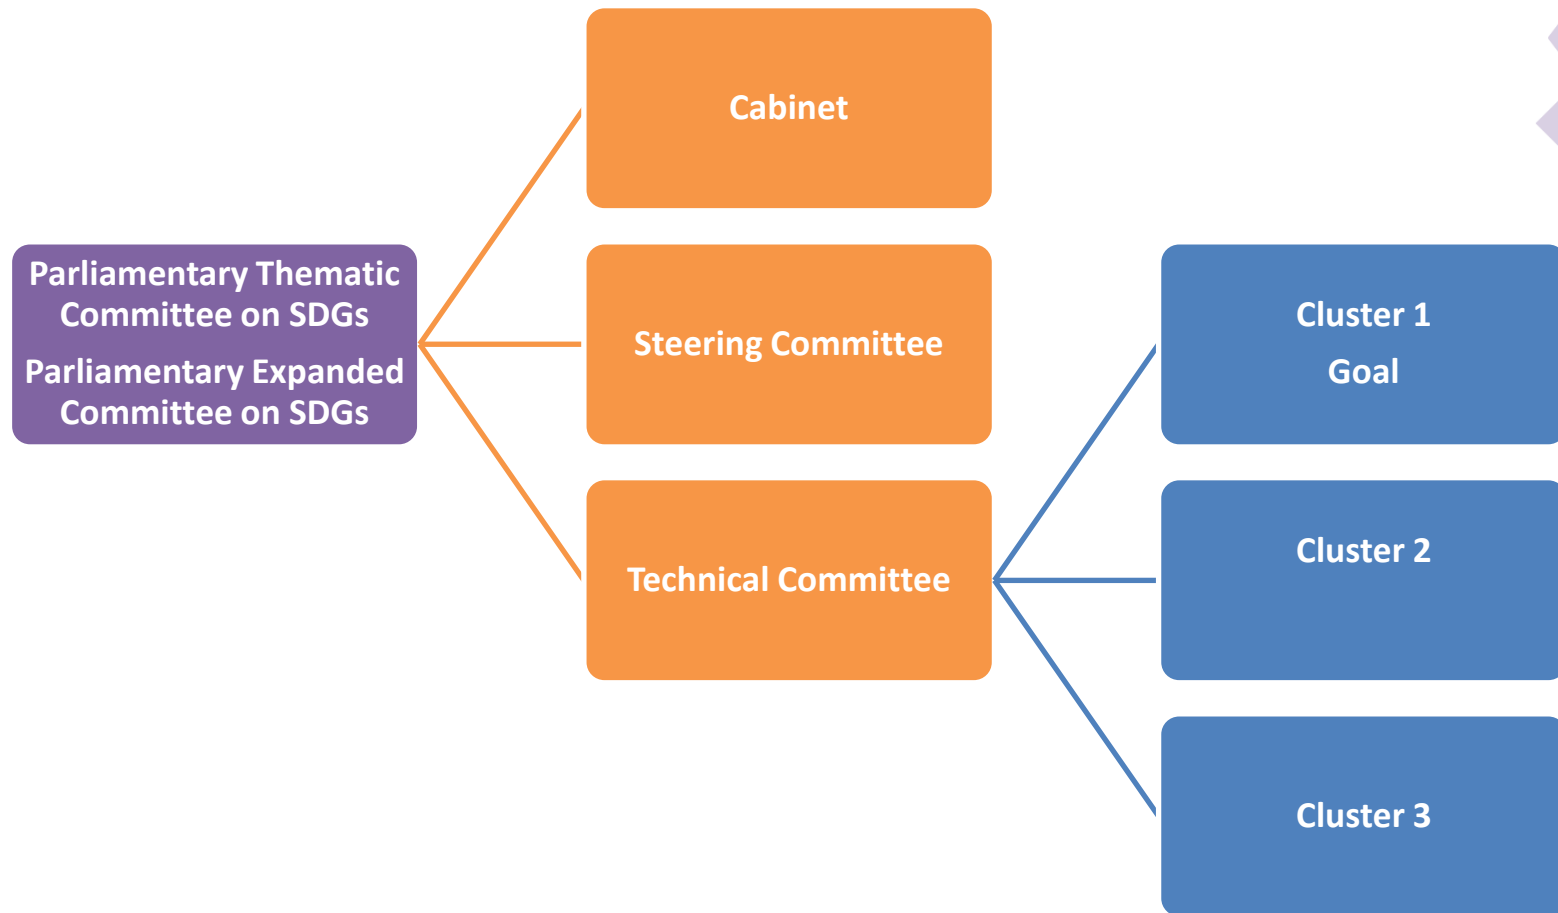 Cabinet
Parliamentary Thematic
Committee on SDGs
Parliamentary Expanded
Committee on SDGs
Steering Committee
Technical Committee
Cluster 1
Goal
Cluster 2
Cluster 3